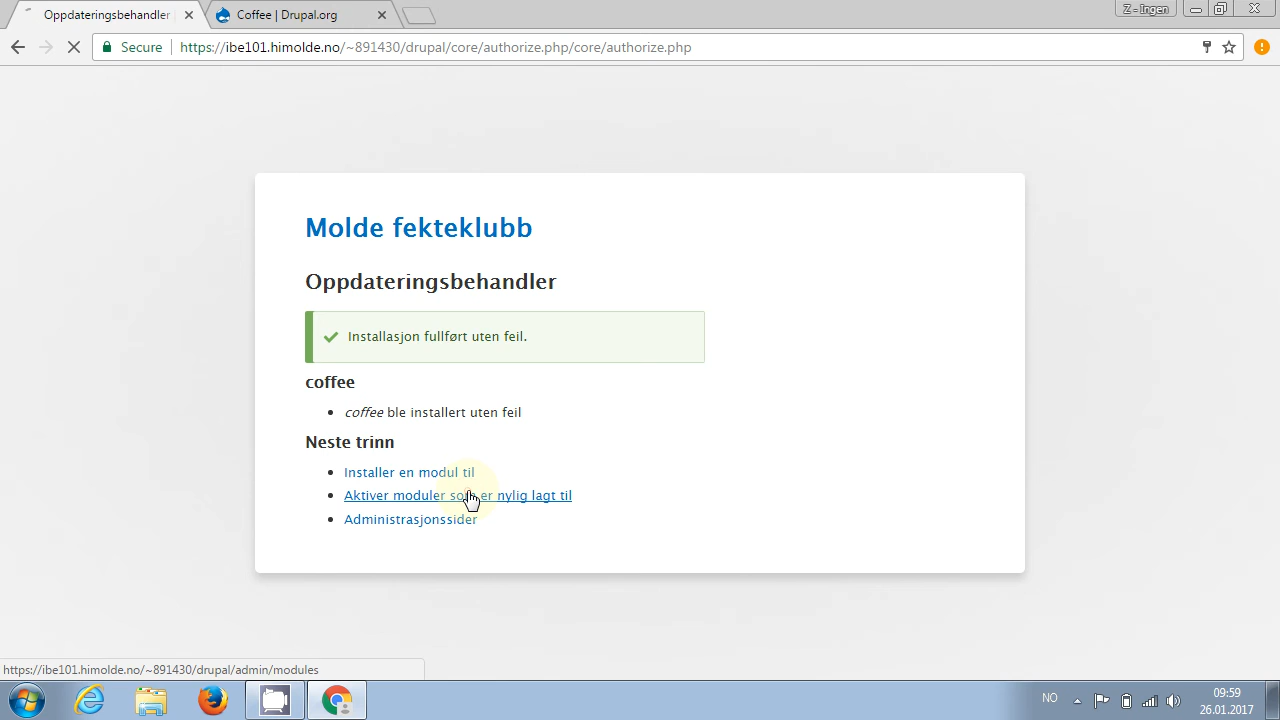 Oppdateringsbehandler
Coffee | Drupal.org
Z - Ingen
Secure
https://ibe101.himolde.no/~891430/drupal/core/authorize.php/core/authorize.php
Molde fekteklubb
Oppdateringsbehandler
Installasjon fullført uten feil.
coffee
coffee ble installert uten feil
Neste trinn
Installer en modul til
Aktiver moduler som er nylig lagt til
Administrasjonssider
https://ibe101.himolde.no/~891430/drupal/admin/modules
NO
09:59
26.01.2017